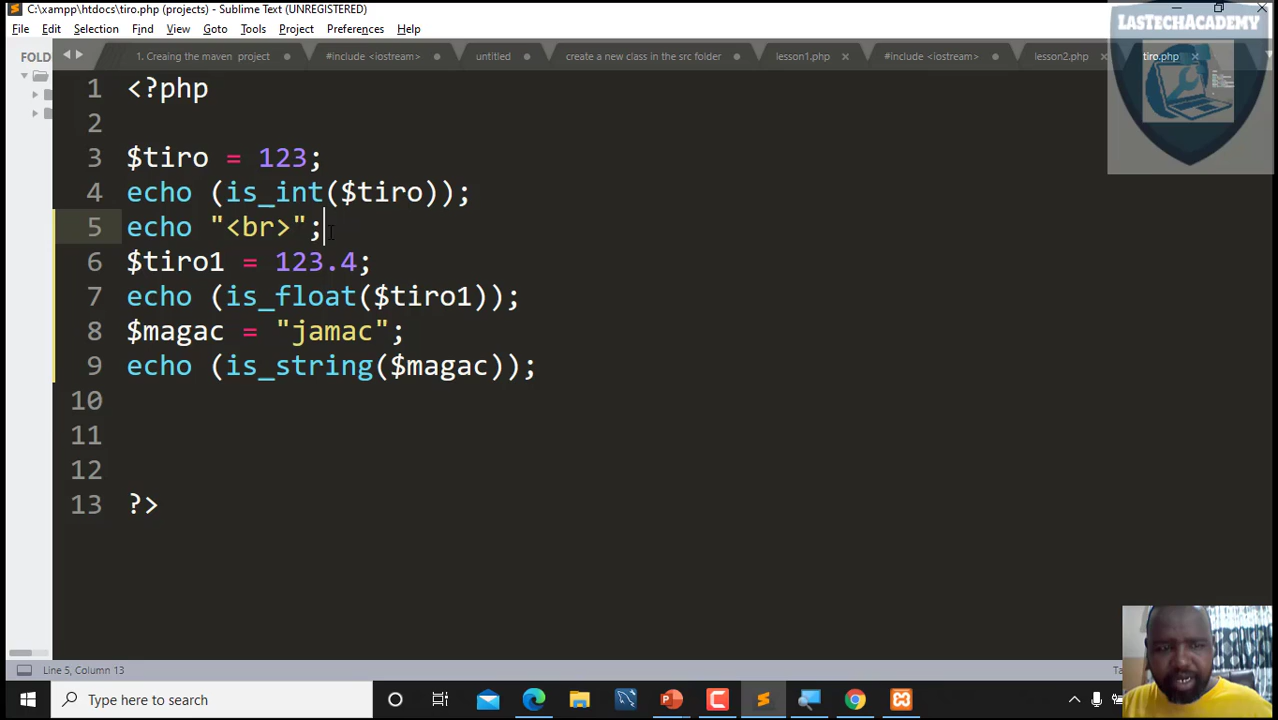 C:\xampp\htdocs\tiro.php (projects) - Sublime Text (UNREGISTERED)
File Edit Selection Find View Goto Tools Project Preferences Help
LASTECHACADEMY
FOLD
1. Creaing the maven project
#include <iostream>
untitled
create a new class in the src folder
lesson1.php
#include <iostream>
lesson2.php
tiro.php
1 <?php
2
3 $tiro = 123;
4 echo (is_int($tiro));
5 echo "<br>";
6 $tiro1 = 123.4;
7 echo (is_float($tiro1));
8 $magac = "jamac";
9 echo (is_string($magac));
10
11
12
13 ?>
Line 5, Column 13
Type here to search